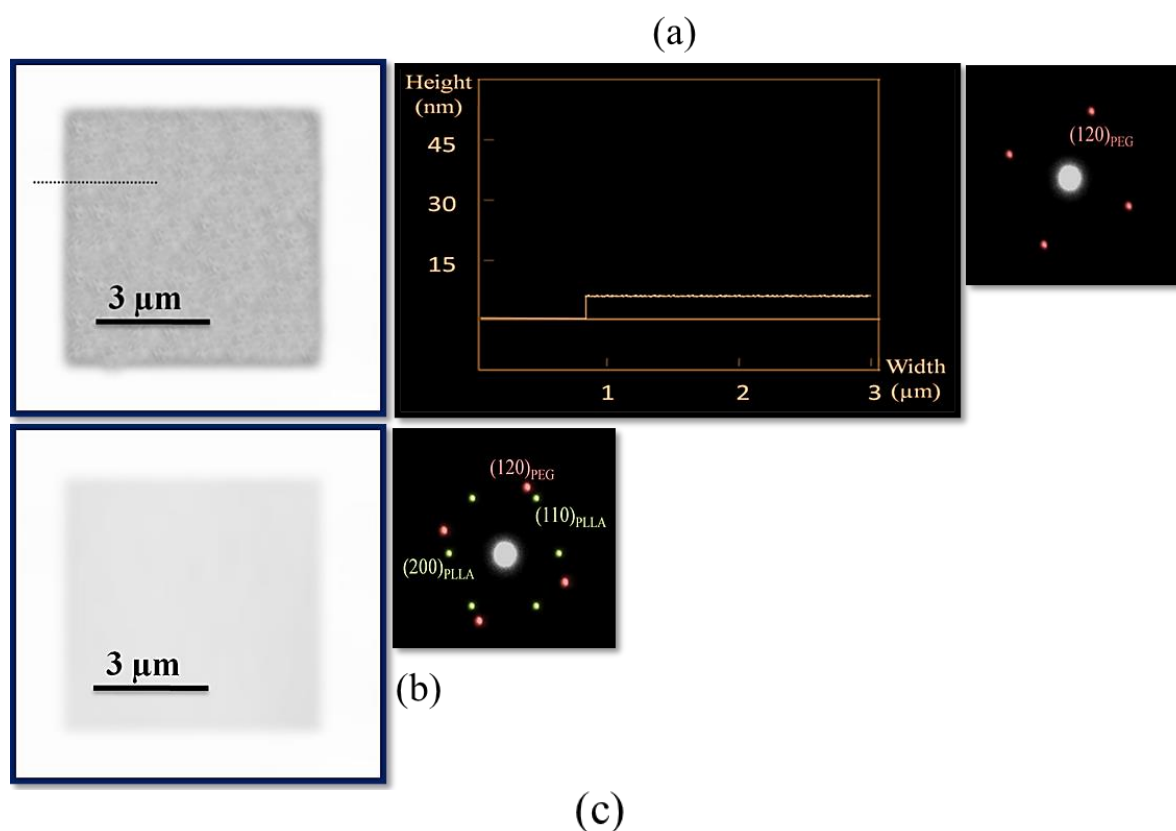 (a)
3 µm
Height
(nm)
45
30
15
Width
(µm)
1
2
3
(120)PEG
3 µm
(120)PEG
(110)PLLA
(200)PLLA
(b)
(c)